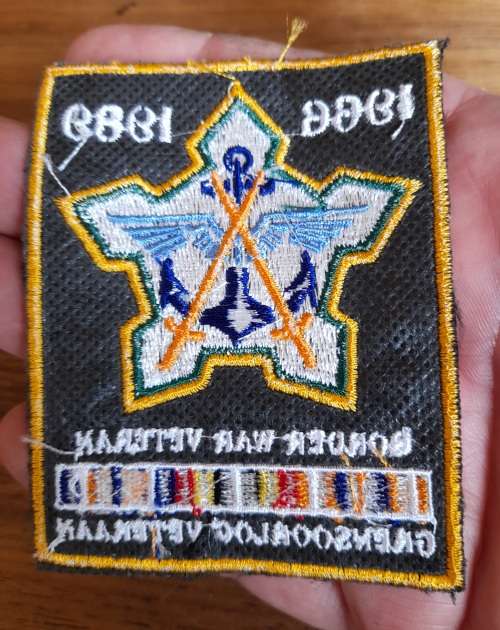 1966 1989
BORDER WAR VETERAN
GRENSOORLOG VETERAAN